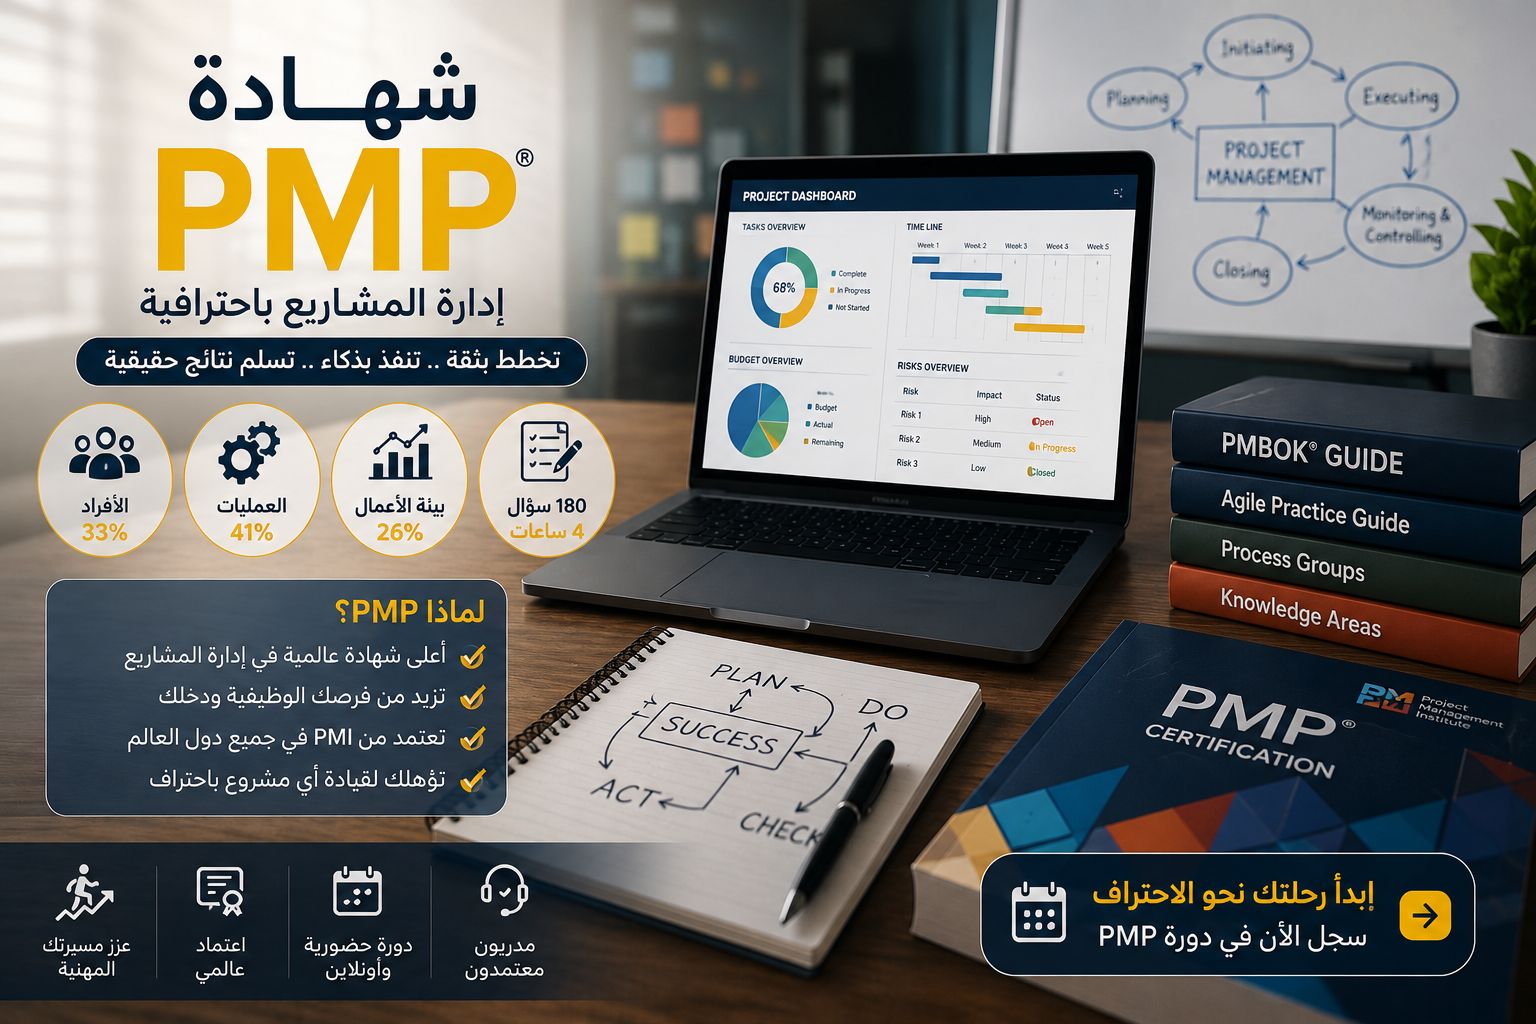 شهادة
PMP®
إدارة المشاريع باحترافية
تخطط بثقة .. تنفذ بذكاء .. تسلم نتائج حقيقية
180 سؤال
4 ساعات
بيئة الأعمال
26%
العمليات
41%
الأفراد
33%
لماذا PMP؟
أعلى شهادة عالمية في إدارة المشاريع
تزيد من فرصك الوظيفية ودخلك
تعتمد من PMI في جميع دول العالم
تؤهلك لقيادة أي مشروع باحتراف
مدريون
معتمدون
دورة حضورية
وأونلاين
اعتماد
عالمي
عزز مسيرتك
المهنية
إبدأ رحلتك نحو الاحتراف
سجل الأن في دورة PMP
Initiating
Planning
Executing
PROJECT
MANAGEMENT
Monitoring &
Controlling
Closing
PROJECT DASHBOARD
TASKS OVERVIEW
68%
Complete
In Progress
Not Started
TIME LINE
Week 1 Week 2 Week 3 Week 5 Week 5
BUDGET OVERVIEW
Budget
Actual
Remaining
RISKS OVERVIEW
Risk Impact Status
Risk 1 High Open
Risk 2 Medium In Progress
Risk 3 Low Closed
PMBOK® GUIDE
Agile Practice Guide
Process Groups
Knowledge Areas
PLAN
DO
SUCCESS
ACT
CHECK
PMP®
CERTIFICATION
Project
Management
Institute